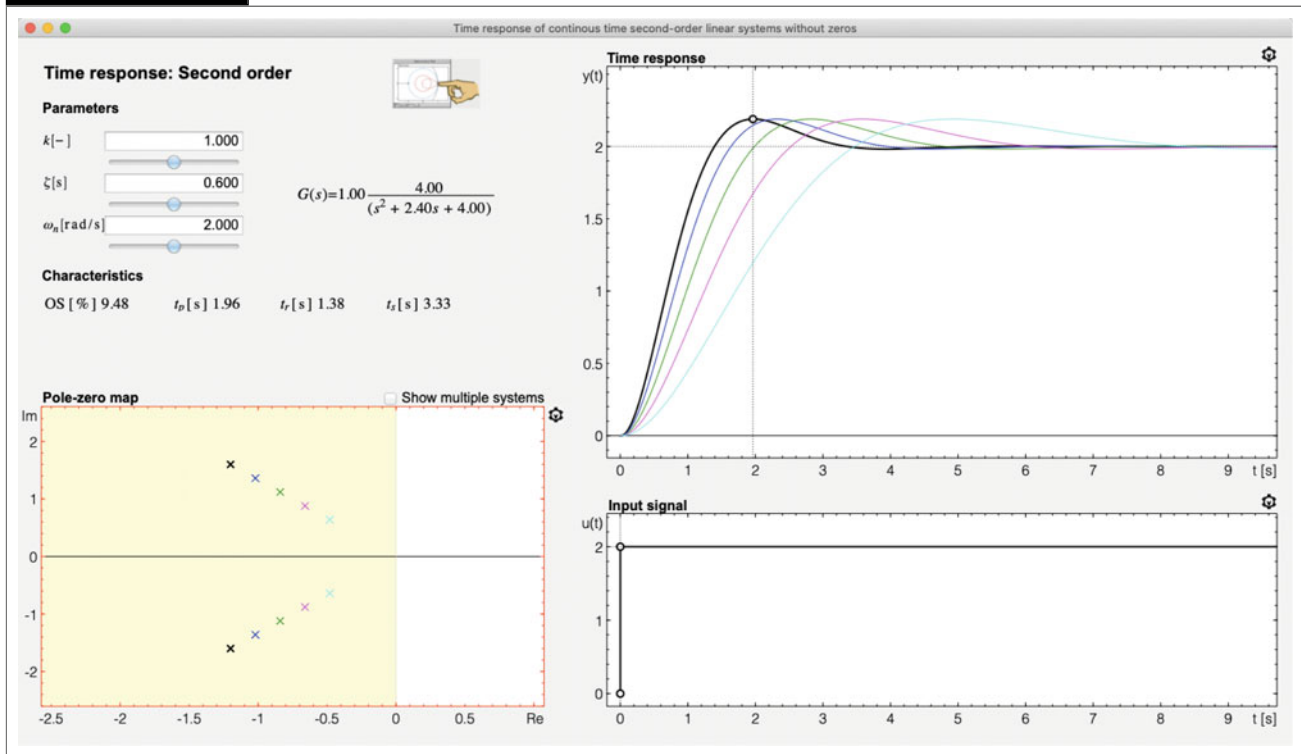 Time response of continous time second-order linear systems without zeros
Time response: Second order
Parameters
k[−] 1.000
ζ[s] 0.600
ωn[rad/s] 2.000
G(s)=1.00 4.00
(s² + 2.40s + 4.00)
Characteristics
OS [%] 9.48 tp[s] 1.96 tr[s] 1.38 ts[s] 3.33
Pole-zero map Show multiple systems
Im
2
1
0
-1
-2
-2.5 -2 -1.5 -1 -0.5 0 0.5 Re
Time response
y(t)
2
1.5
1
0.5
0
0 1 2 3 4 5 6 7 8 9 t [s]
Input signal
u(t)
2
1
0
0 1 2 3 4 5 6 7 8 9 t [s]